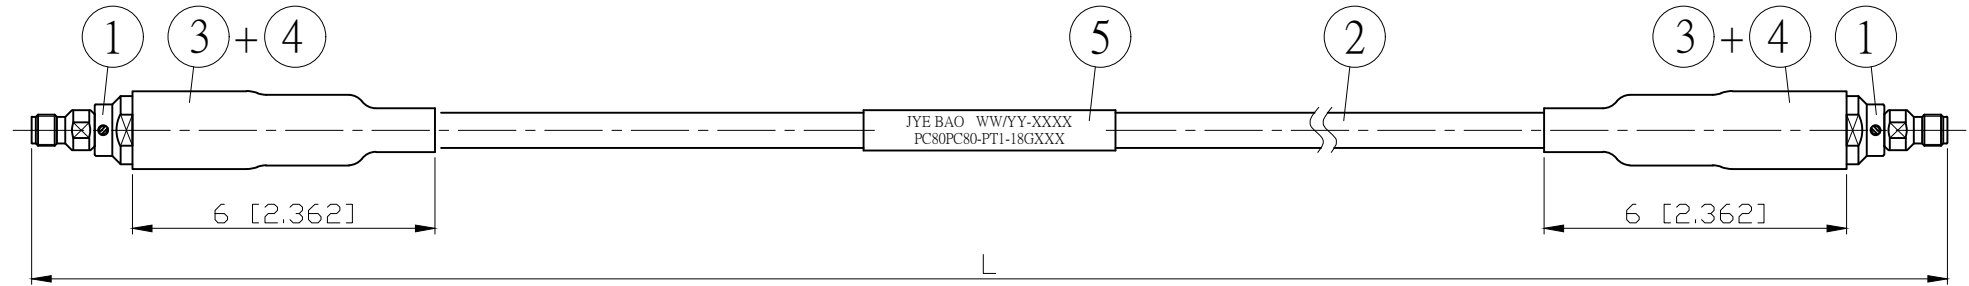 1 3 + 4 5 2 3 + 4 1
JYE BAO WW/YY-XXXX
PC80PC80-PT1-18GXXX
6 [2.362] 6 [2.362]
L